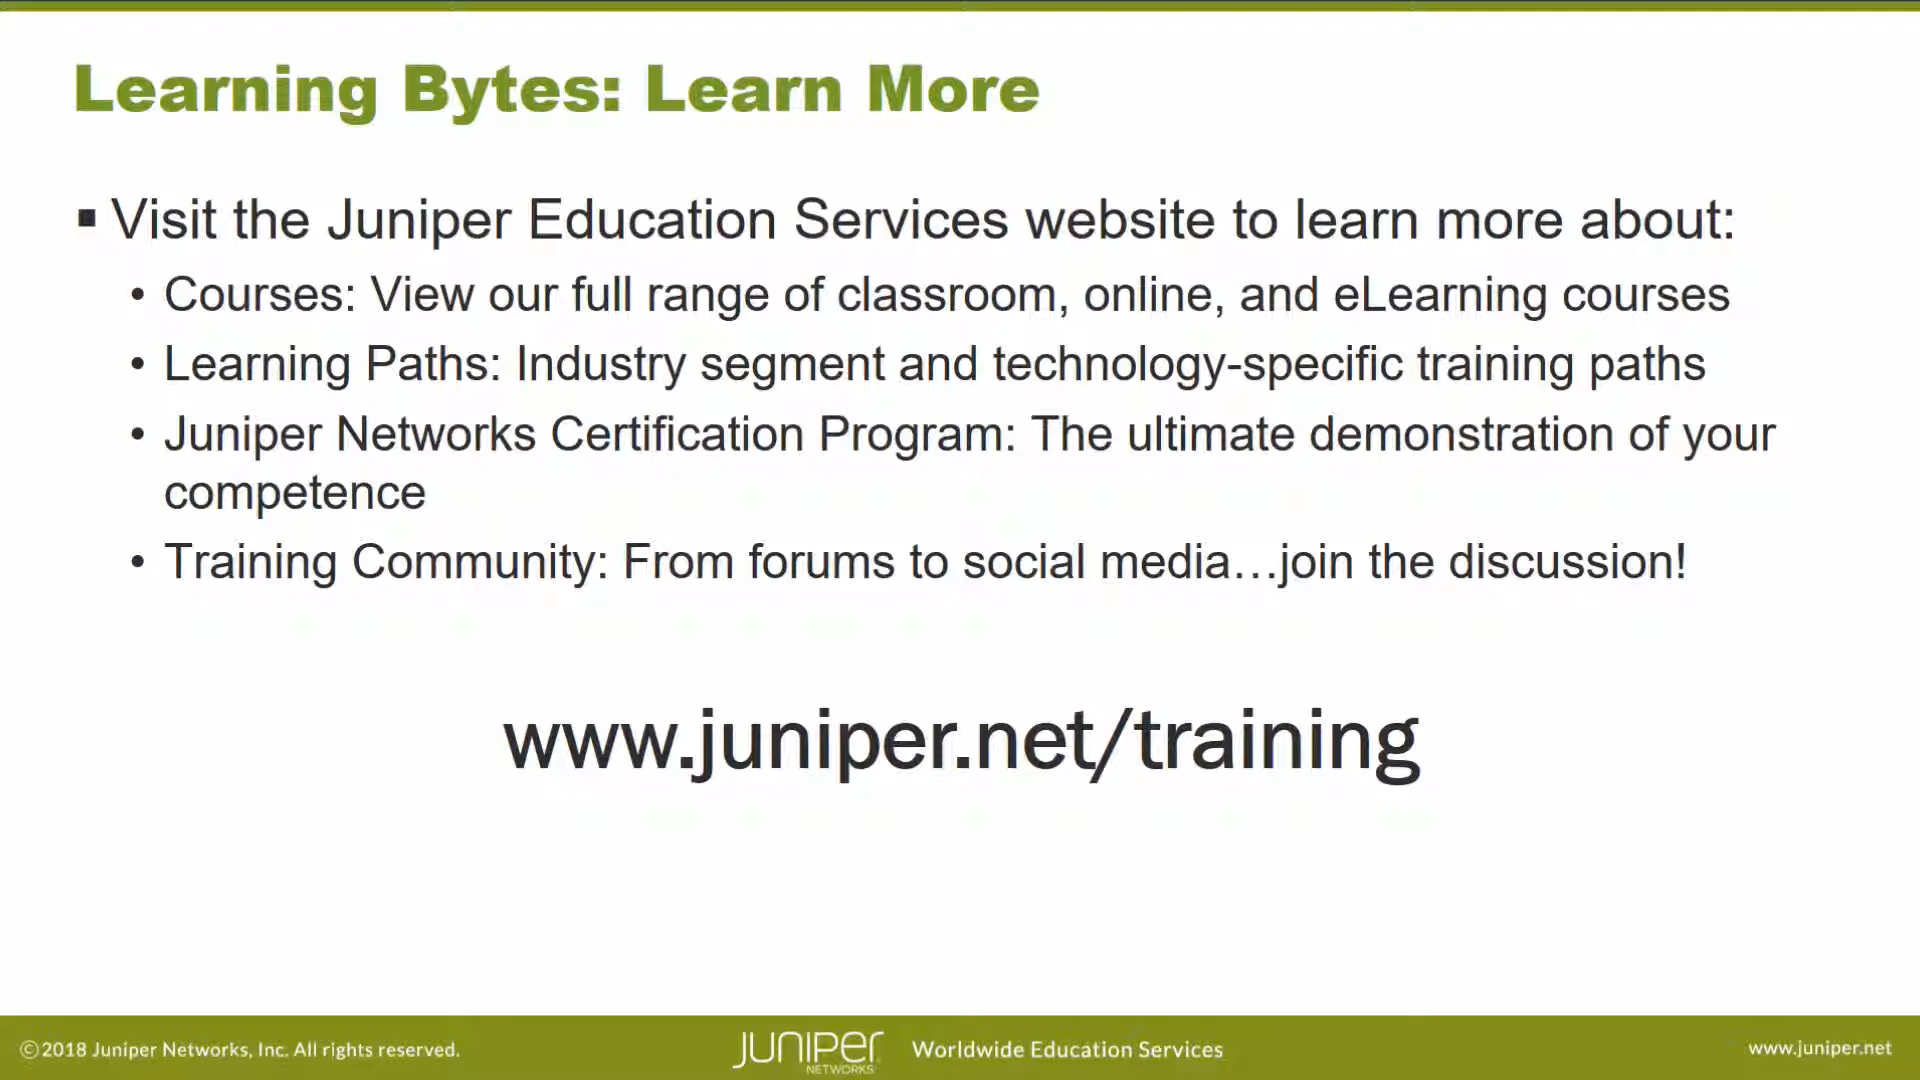 Learning Bytes: Learn More
▪ Visit the Juniper Education Services website to learn more about:
• Courses: View our full range of classroom, online, and eLearning courses
• Learning Paths: Industry segment and technology-specific training paths
• Juniper Networks Certification Program: The ultimate demonstration of your
competence
• Training Community: From forums to social media…join the discussion!
www.juniper.net/training
©2018 Juniper Networks, Inc. All rights reserved.
JUNIPER
NETWORKS
Worldwide Education Services
www.juniper.net